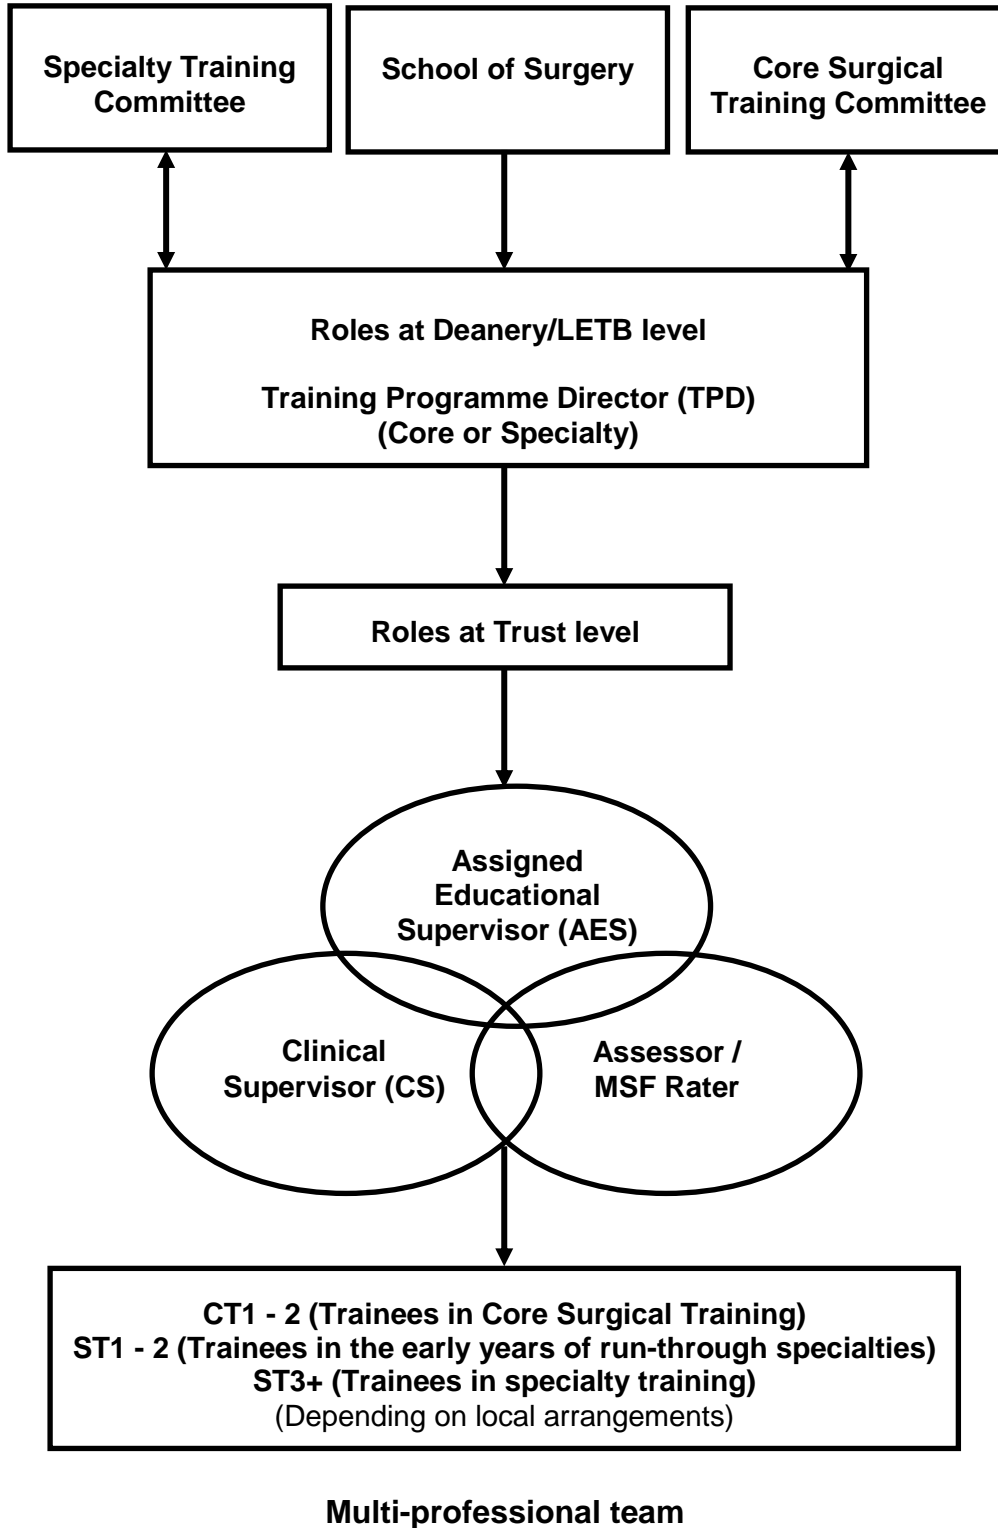 Specialty Training
Committee
School of Surgery
Core Surgical
Training Committee
Roles at Deanery/LETB level
Training Programme Director (TPD)
(Core or Specialty)
Roles at Trust level
Assigned
Educational
Supervisor (AES)
Clinical
Supervisor (CS)
Assessor /
MSF Rater
CT1 - 2 (Trainees in Core Surgical Training)
ST1 - 2 (Trainees in the early years of run-through specialties)
ST3+ (Trainees in specialty training)
(Depending on local arrangements)
Multi-professional team